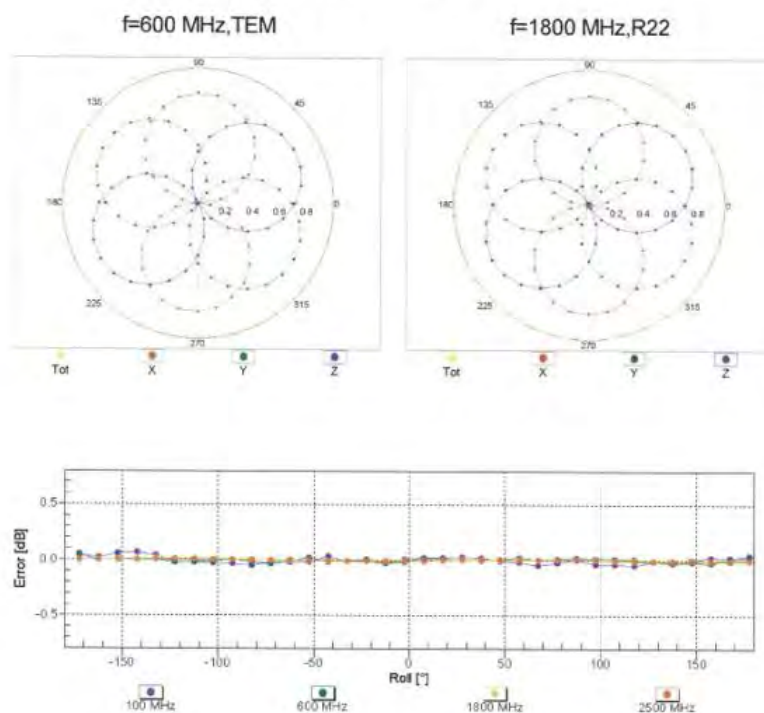 f=600 MHz,TEM
f=1800 MHz,R22
90
135
45
180
0.2 0.4 0.6 0.8
0
225
315
270
Tot X Y Z
90
135
45
180
0.2 0.4 0.6 0.8
0
225
315
270
Tot X Y Z
Error [dB]
0.5
0.0
-0.5
-150 -100 -50 0 50 100 150
Roll [°]
100 MHz 600 MHz 1800 MHz 2500 MHz